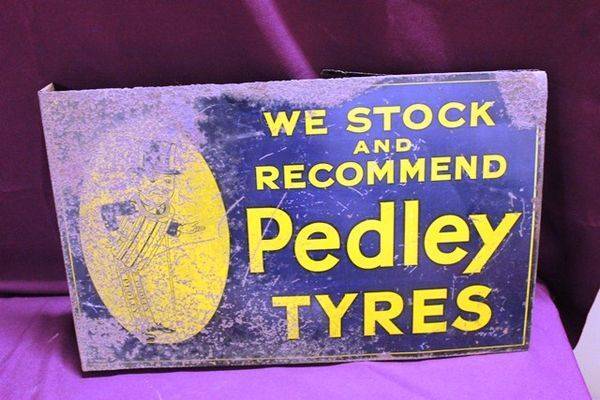 WE STOCK
AND
RECOMMEND
Pedley
TYRES